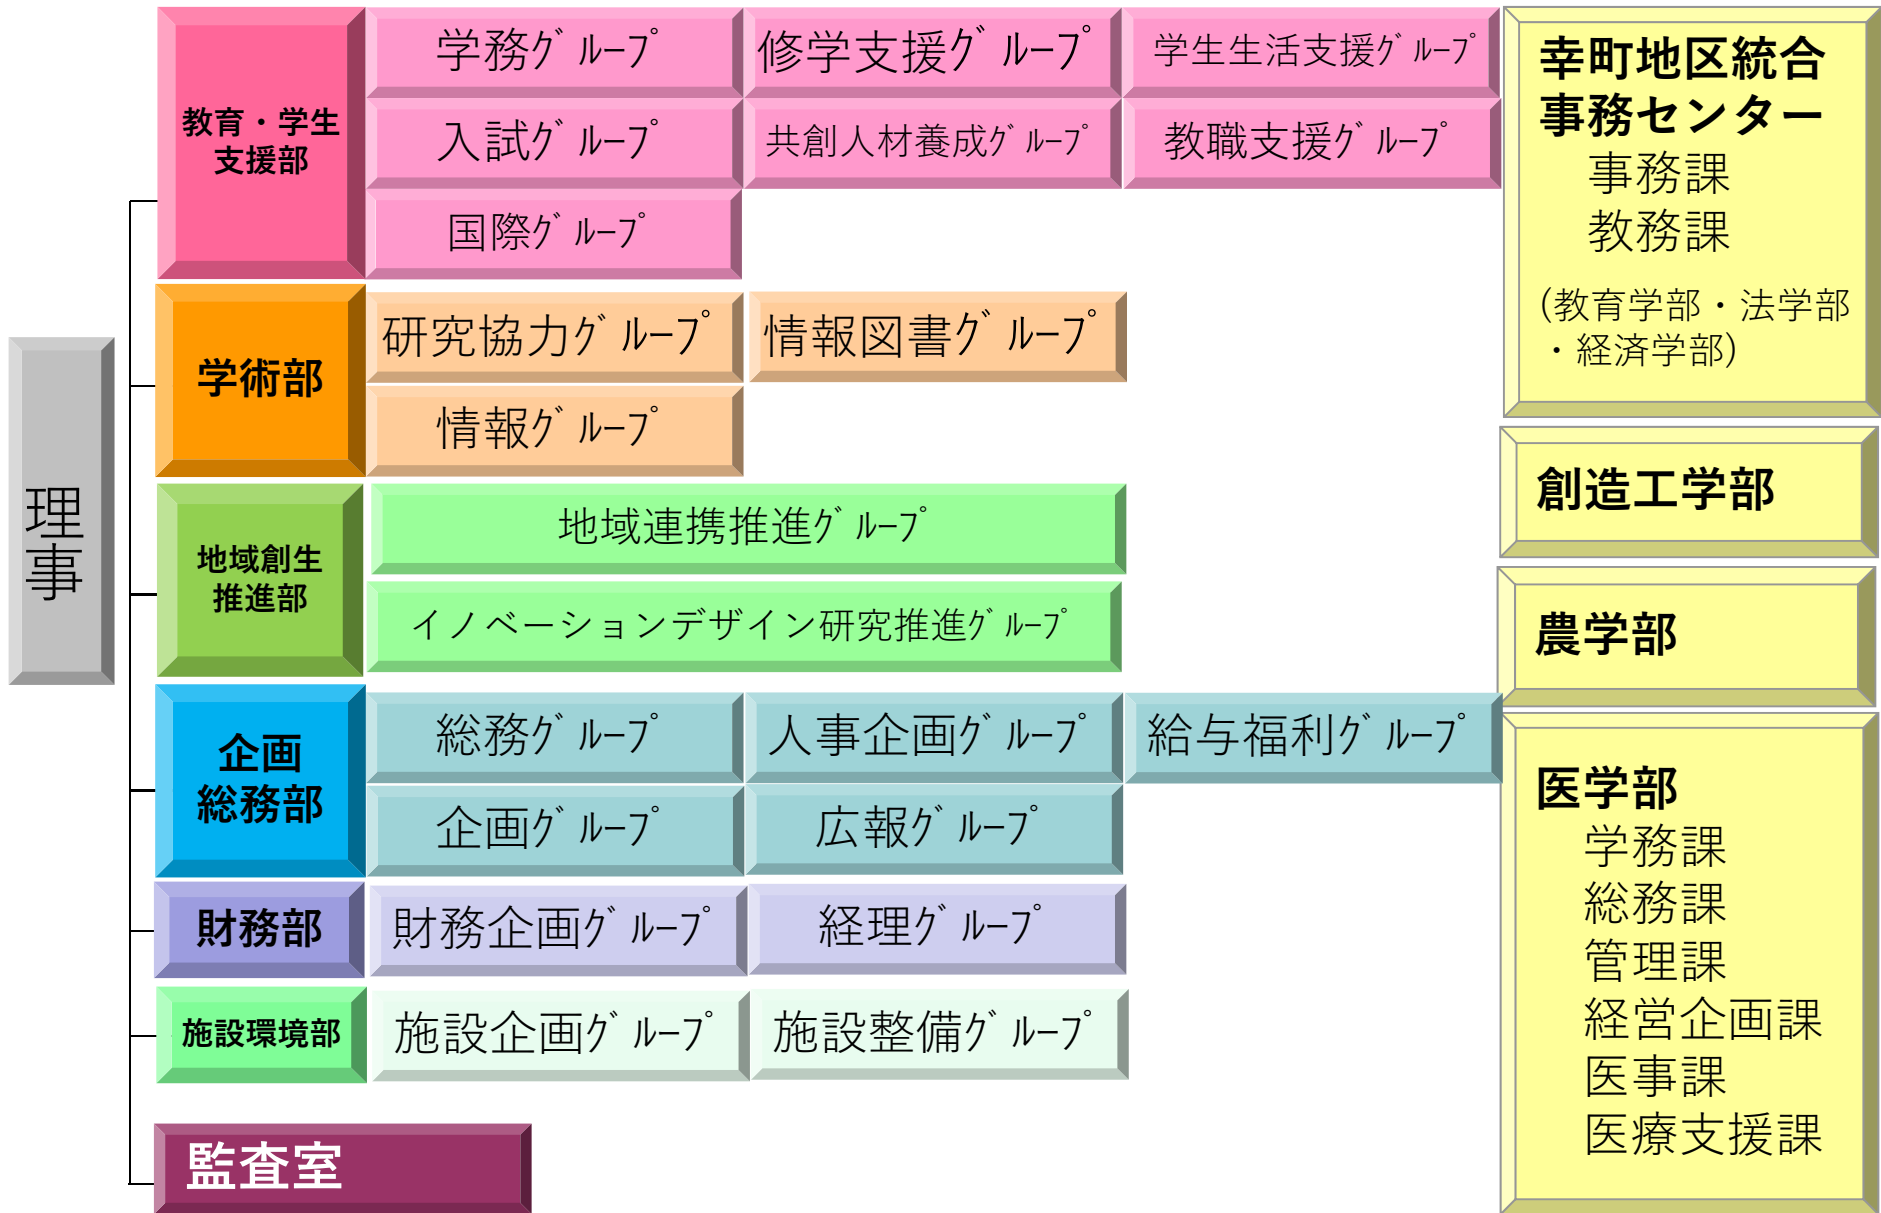 理事
教育・学生
支援部
学務ｸﾞﾙｰﾌﾟ
修学支援ｸﾞﾙｰﾌﾟ
学生生活支援ｸﾞﾙｰﾌﾟ
入試ｸﾞﾙｰﾌﾟ
共創人材養成ｸﾞﾙｰﾌﾟ
教職支援ｸﾞﾙｰﾌﾟ
国際ｸﾞﾙｰﾌﾟ
学術部
研究協力ｸﾞﾙｰﾌﾟ
情報図書ｸﾞﾙｰﾌﾟ
情報ｸﾞﾙｰﾌﾟ
地域創生
推進部
地域連携推進ｸﾞﾙｰﾌﾟ
イノベーションデザイン研究推進ｸﾞﾙｰﾌﾟ
企画
総務部
総務ｸﾞﾙｰﾌﾟ
人事企画ｸﾞﾙｰﾌﾟ
給与福利ｸﾞﾙｰﾌﾟ
企画ｸﾞﾙｰﾌﾟ
広報ｸﾞﾙｰﾌﾟ
財務部
財務企画ｸﾞﾙｰﾌﾟ
経理ｸﾞﾙｰﾌﾟ
施設環境部
施設企画ｸﾞﾙｰﾌﾟ
施設整備ｸﾞﾙｰﾌﾟ
監査室
幸町地区統合
事務センター
事務課
教務課
(教育学部・法学部
・経済学部)
創造工学部
農学部
医学部
学務課
総務課
管理課
経営企画課
医事課
医療支援課